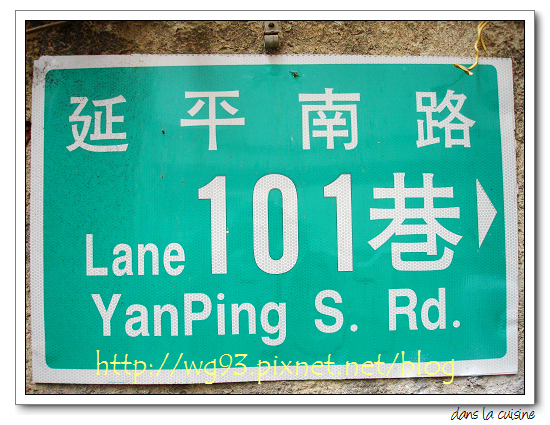 延平南路
Lane 101巷
YanPing S. Rd.
http://wg93.pixnet.net/blog
dans la cuisine